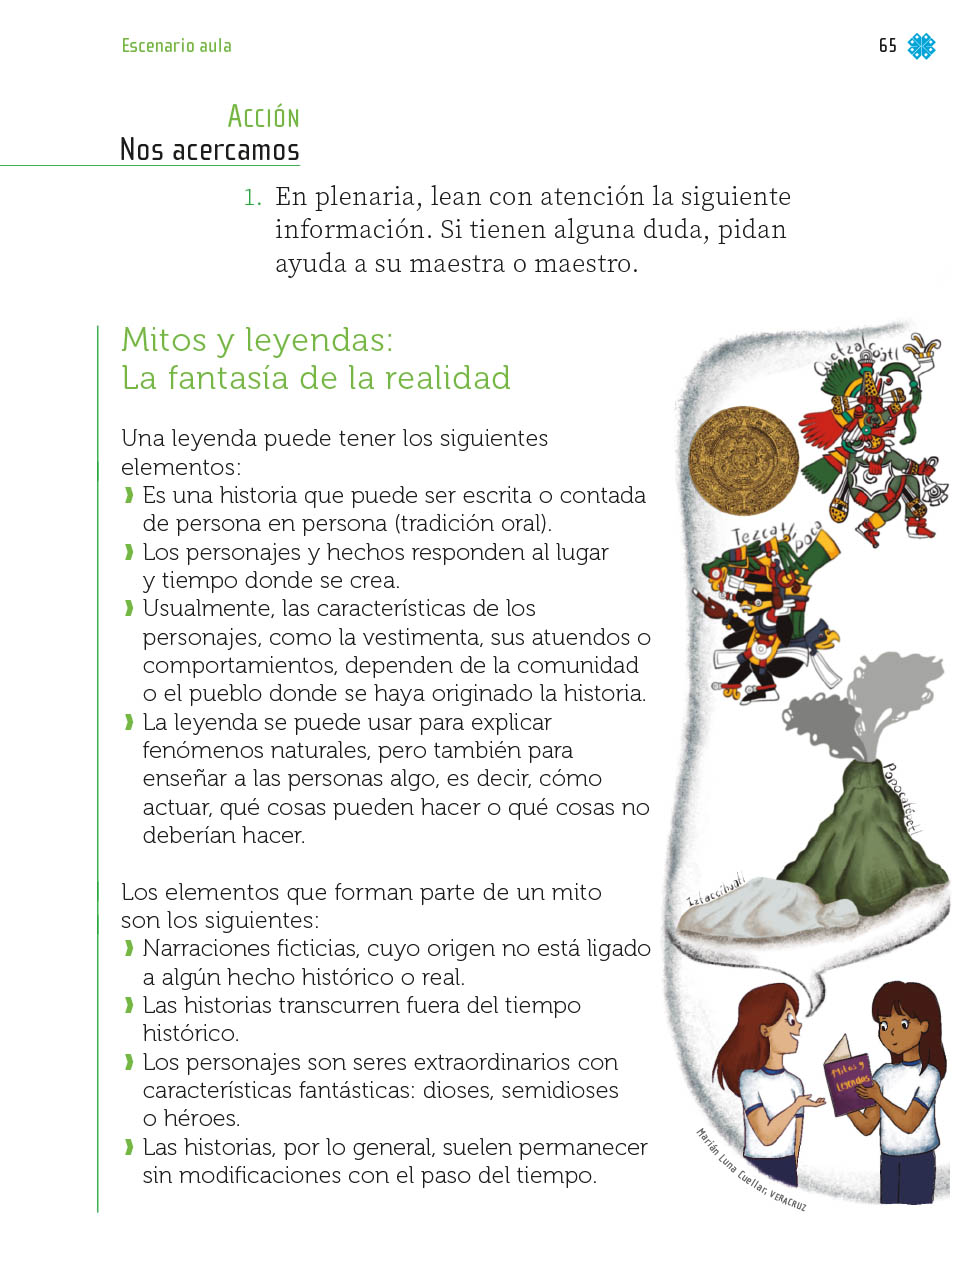 Escenario aula
65
Acción
Nos acercamos
1. En plenaria, lean con atención la siguiente
información. Si tienen alguna duda, pidan
ayuda a su maestra o maestro.
Mitos y leyendas:
La fantasía de la realidad
Una leyenda puede tener los siguientes
elementos:
Es una historia que puede ser escrita o contada
de persona en persona (tradición oral).
Los personajes y hechos responden al lugar
y tiempo donde se crea.
Usualmente, las características de los
personajes, como la vestimenta, sus atuendos o
comportamientos, dependen de la comunidad
o el pueblo donde se haya originado la historia.
La leyenda se puede usar para explicar
fenómenos naturales, pero también para
enseñar a las personas algo, es decir, cómo
actuar, qué cosas pueden hacer o qué cosas no
deberían hacer.
Los elementos que forman parte de un mito
son los siguientes:
Narraciones ficticias, cuyo origen no está ligado
a algún hecho histórico o real.
Las historias transcurren fuera del tiempo
histórico.
Los personajes son seres extraordinarios con
características fantásticas: dioses, semidioses
o héroes.
Las historias, por lo general, suelen permanecer
sin modificaciones con el paso del tiempo.
Quetzalcóatl
Tezcatlipoca
Popocatépetl
Iztaccíhuatl
Mitos y
leyendas
Marián Luna Cuellar, VERACRUZ